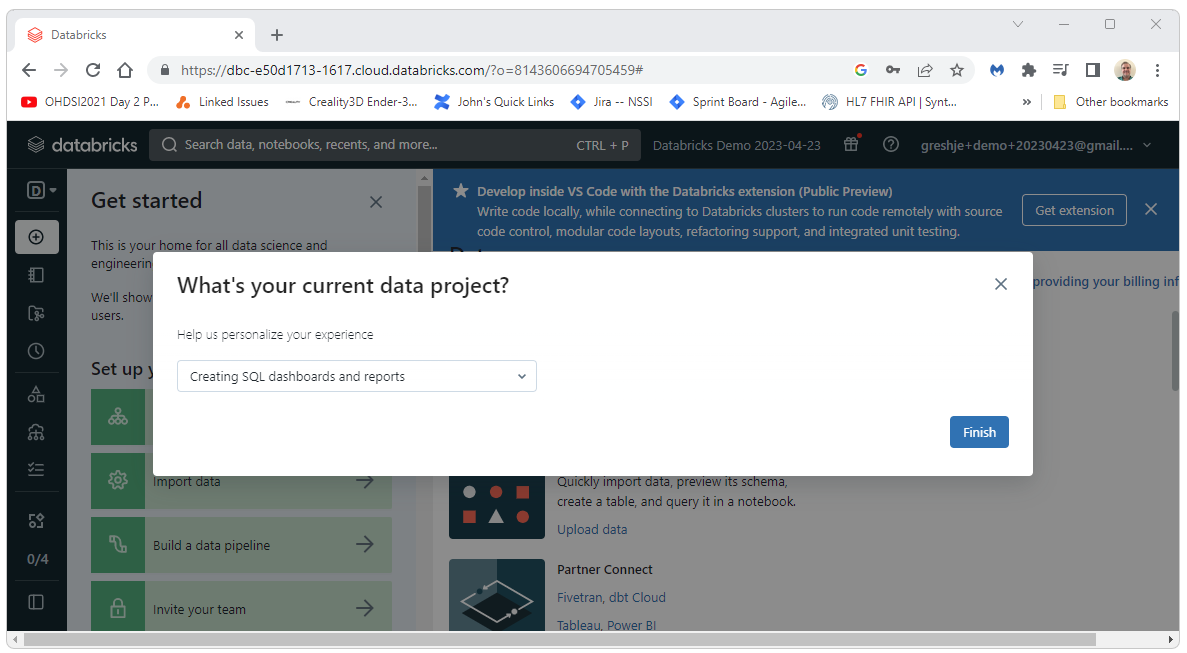 Databricks
https://dbc-e50d1713-1617.cloud.databricks.com/?o=8143606694705459#
OHDSI2021 Day 2 P...
Linked Issues
Creality3D Ender-3...
John's Quick Links
Jira -- NSSI
Sprint Board - Agile...
HL7 FHIR API | Synt...
»
Other bookmarks
databricks
Search data, notebooks, recents, and more...
CTRL + P
Databricks Demo 2023-04-23
greshje+demo+20230423@gmail....
D
Get started
This is your home for all data science and
engineerin
We'll show
users.
Set up y
Import data
Build a data pipeline
Invite your team
0/4
Develop inside VS Code with the Databricks extension (Public Preview)
Write code locally, while connecting to Databricks clusters to run code remotely with source
code control, modular code layouts, refactoring support, and integrated unit testing.
Get extension
providing your billing inf
What's your current data project?
Help us personalize your experience
Creating SQL dashboards and reports
Finish
Quickly import data, preview its schema,
create a table, and query it in a notebook.
Upload data
Partner Connect
Fivetran, dbt Cloud
Tableau, Power BI